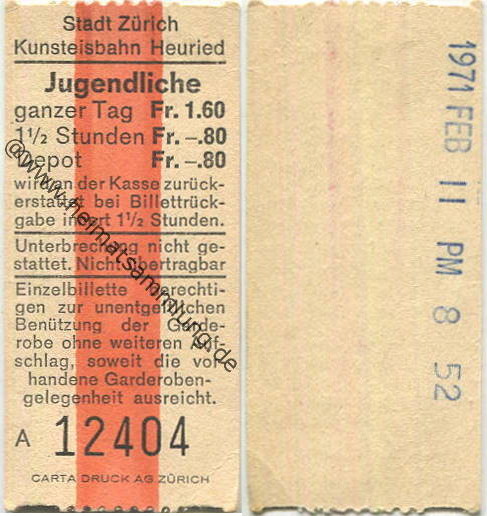 Stadt Zürich
Kunsteisbahn Heuried
Jugendliche
ganzer Tag Fr. 1.60
1½ Stunden Fr. –.80
Depot Fr. –.80
wird an der Kasse zurück-
erstattet bei Billettrück-
gabe innert 1½ Stunden.
Unterbrechung nicht ge-
stattet. Nicht übertragbar
Einzelbillette berechti-
gen zur unentgeltlichen
Benützung der Garde-
robe ohne weiteren Auf-
schlag, soweit die vor-
handene Garderoben-
gelegenheit ausreicht.
A 12404
CARTA DRUCK AG ZÜRICH
@www.heimatsammlung.de
1971 FEB 11 PM 8 52